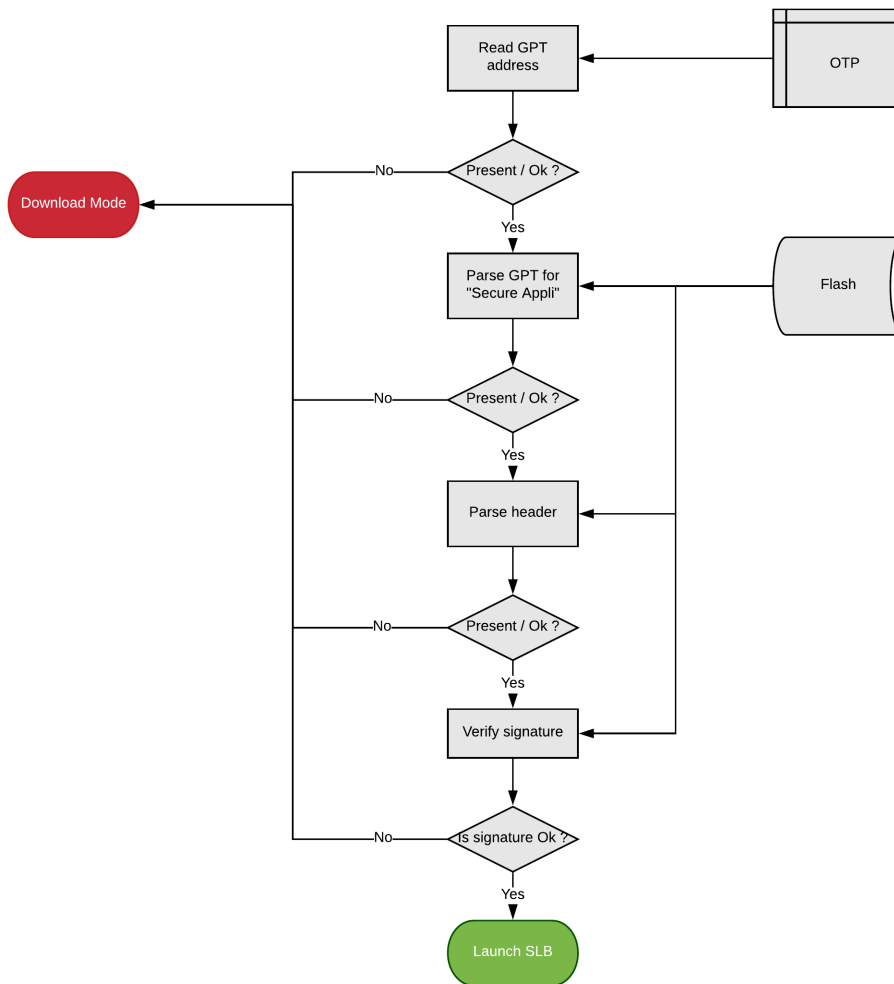 Read GPT
address
OTP
Present / Ok ?
No
Download Mode
Yes
Parse GPT for
"Secure Appli"
Flash
Present / Ok ?
No
Yes
Parse header
Present / Ok ?
No
Yes
Verify signature
Is signature Ok ?
No
Yes
Launch SLB